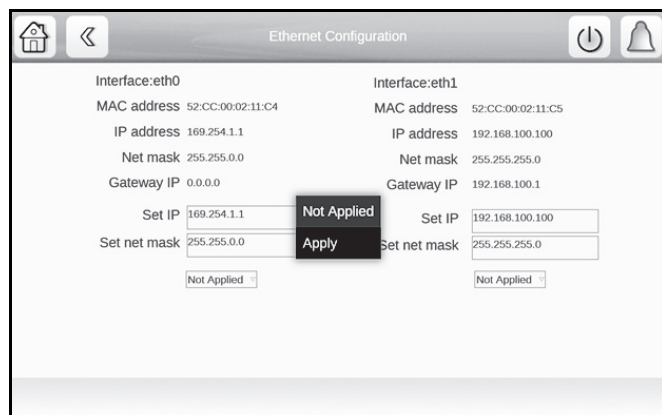 Ethernet Configuration
Interface:eth0
MAC address 52:CC:00:02:11:C4
IP address 169.254.1.1
Net mask 255.255.0.0
Gateway IP 0.0.0.0
Set IP 169.254.1.1
Set net mask 255.255.0.0
Not Applied
Not Applied
Apply
Interface:eth1
MAC address 52:CC:00:02:11:C5
IP address 192.168.100.100
Net mask 255.255.255.0
Gateway IP 192.168.100.1
Set IP 192.168.100.100
Set net mask 255.255.255.0
Not Applied